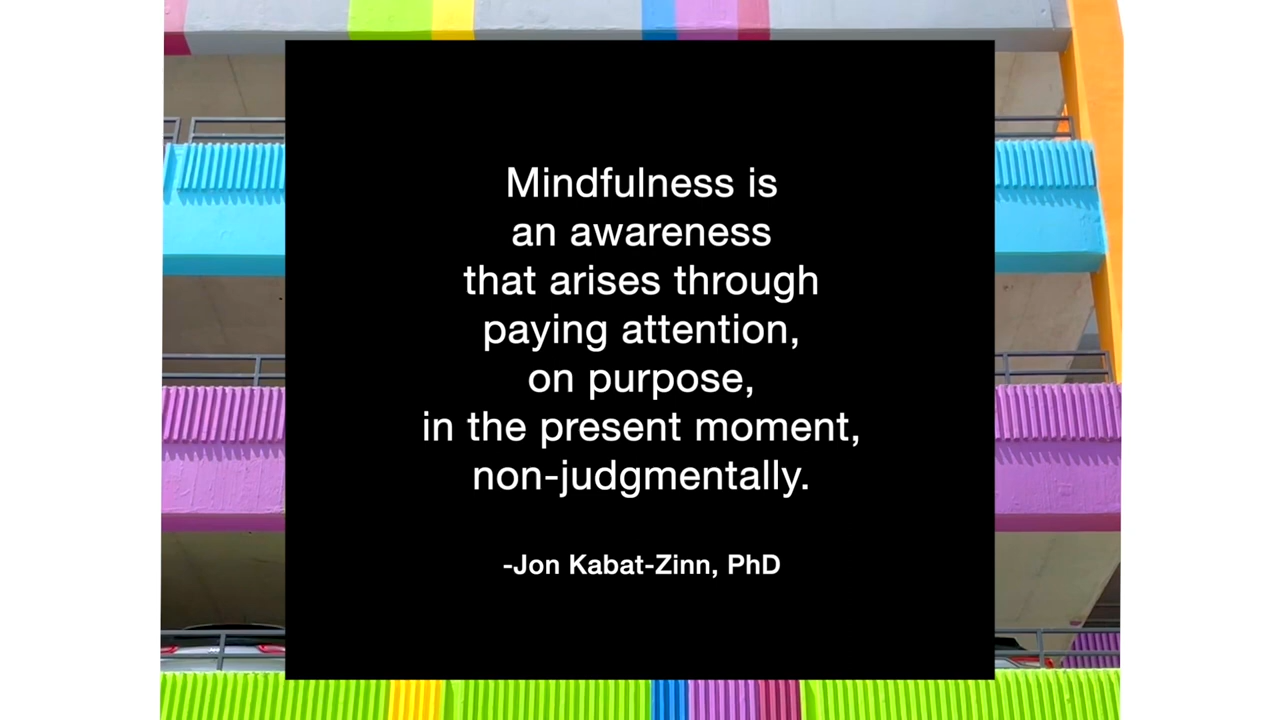 Mindfulness is
an awareness
that arises through
paying attention,
on purpose,
in the present moment,
non-judgmentally.
-Jon Kabat-Zinn, PhD